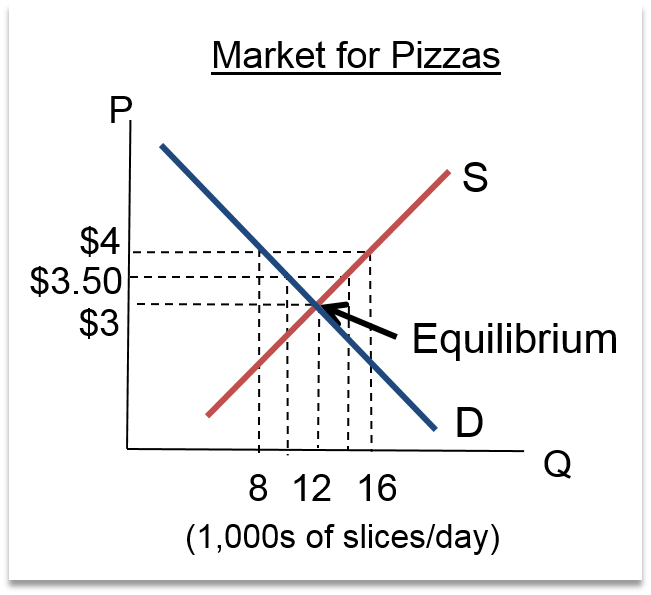 Market for Pizzas
P
S
$4
$3.50
$3
Equilibrium
D
Q
8 12 16
(1,000s of slices/day)